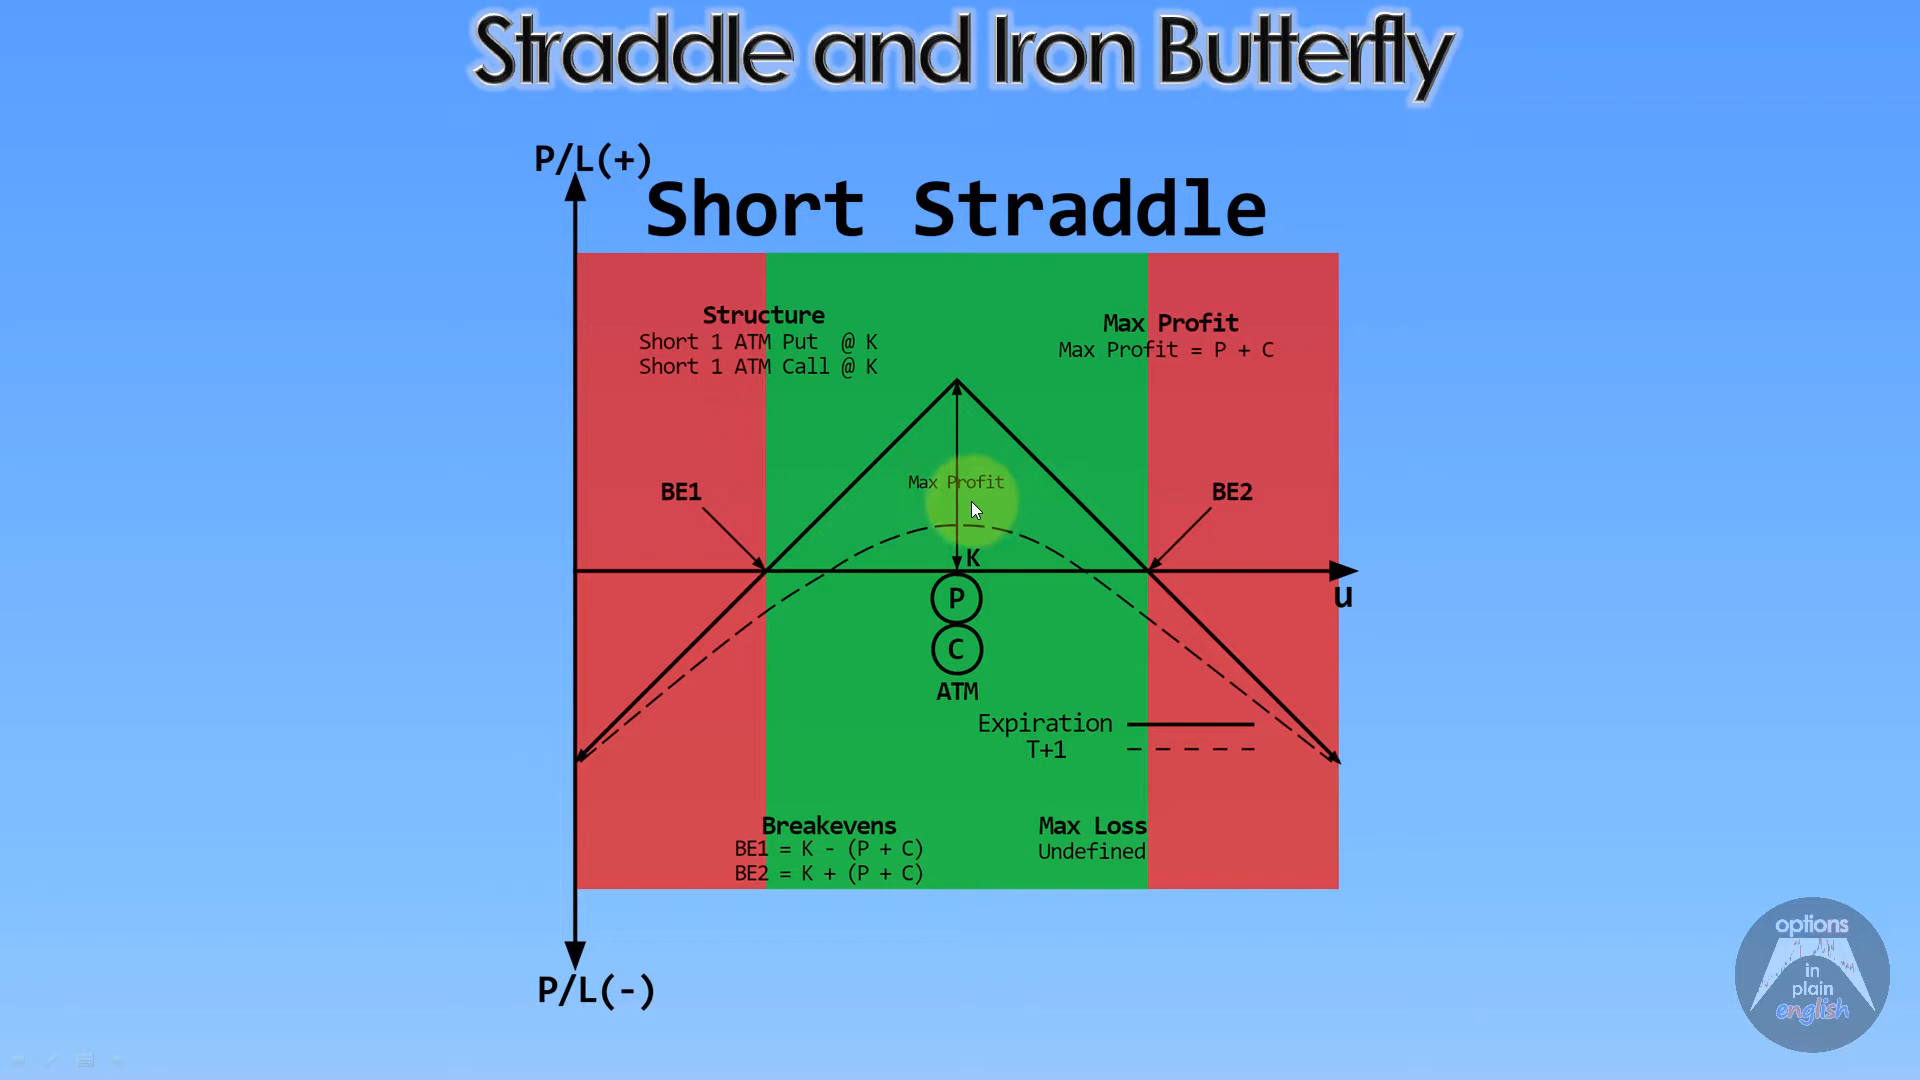 Straddle and Iron Butterfly
P/L(+)
Short Straddle
Structure
Short 1 ATM Put @ K
Short 1 ATM Call @ K
Max Profit
Max Profit = P + C
BE1
Max Profit
BE2
K
P
u
C
ATM
Expiration
T+1
Breakevens
BE1 = K - (P + C)
BE2 = K + (P + C)
Max Loss
Undefined
P/L(-)
options
in
plain
english